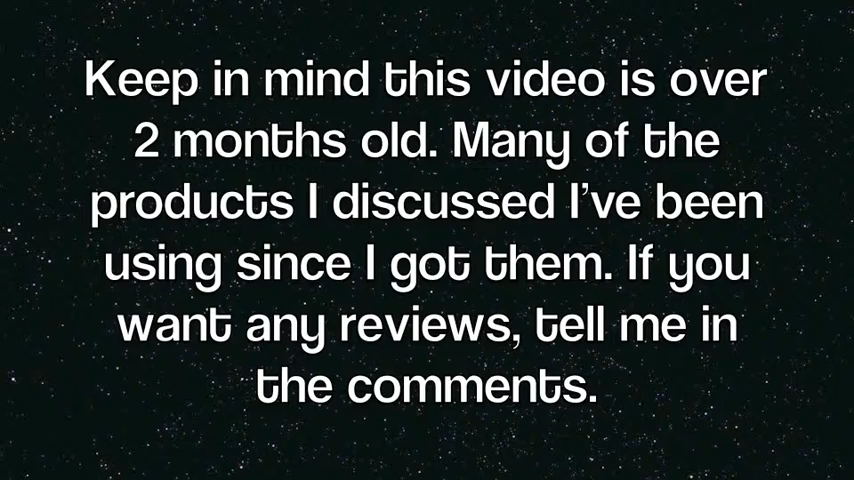 Keep in mind this video is over
2 months old. Many of the
products I discussed I've been
using since I got them. If you
want any reviews, tell me in
the comments.